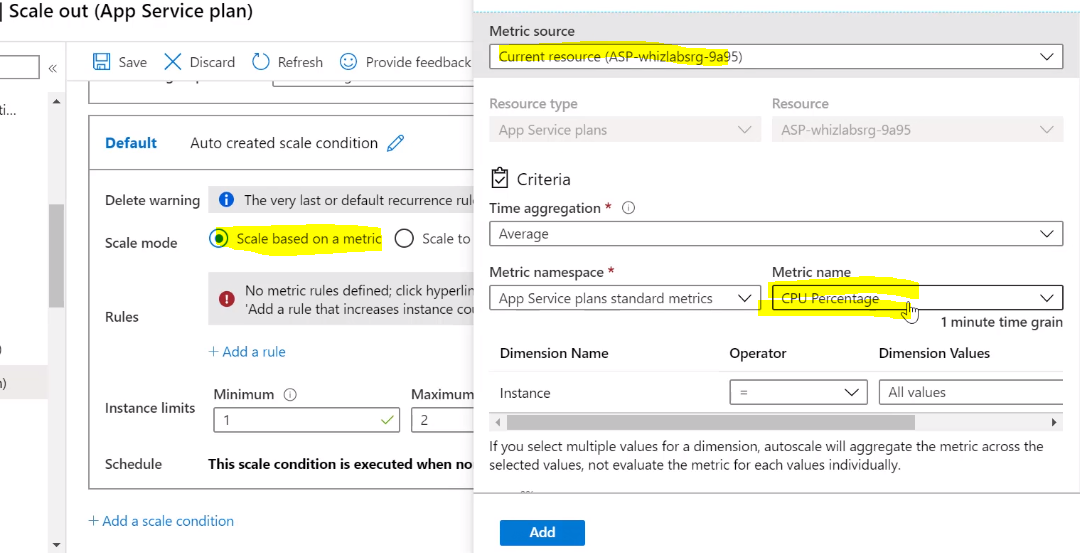 Scale out (App Service plan)
«
Save
Discard
Refresh
Provide feedback
ti...
Default
Auto created scale condition
Delete warning
The very last or default recurrence rul
Scale mode
Scale based on a metric
Scale to
Rules
No metric rules defined; click hyperlin
'Add a rule that increases instance cou
+ Add a rule
Instance limits
Minimum
Maximum
1
2
Schedule
This scale condition is executed when no
+ Add a scale condition
Metric source
Current resource (ASP-whizlabsrg-9a95)
Resource type
Resource
App Service plans
ASP-whizlabsrg-9a95
Criteria
Time aggregation *
Average
Metric namespace *
Metric name
App Service plans standard metrics
CPU Percentage
1 minute time grain
Dimension Name
Operator
Dimension Values
Instance
=
All values
If you select multiple values for a dimension, autoscale will aggregate the metric across the
selected values, not evaluate the metric for each values individually.
Add